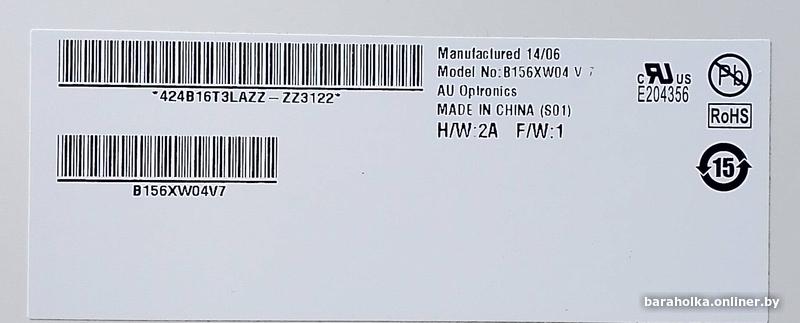 *424B16T3LAZZ-ZZ3122*
B156XW04V7
Manufactured 14/06
Model No:B156XW04 V 7
AU Optronics
MADE IN CHINA (S01)
H/W:2A F/W:1
c UR US
E204356
Pb
RoHS
15
baraholka.onliner.by